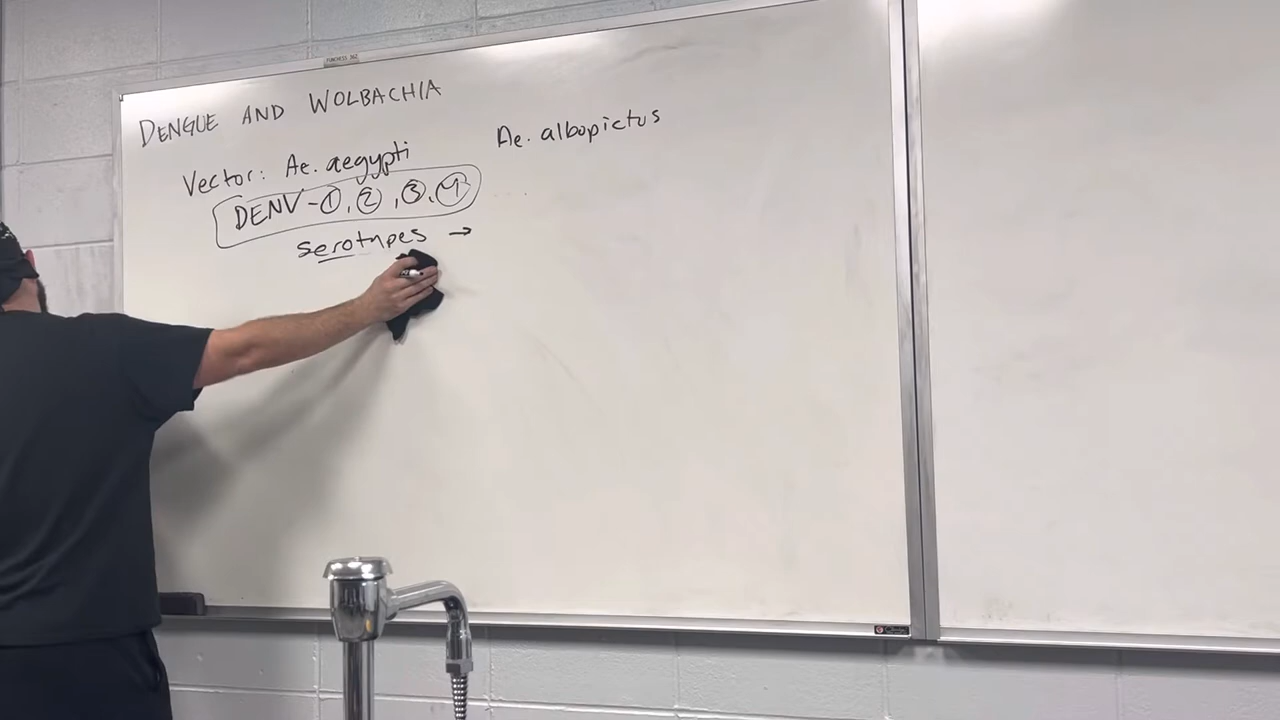 DENGUE AND WOLBACHIA
Vector: Ae. aegypti
Ae. albopictus
DENV-1, 2, 3, 4
serotypes →